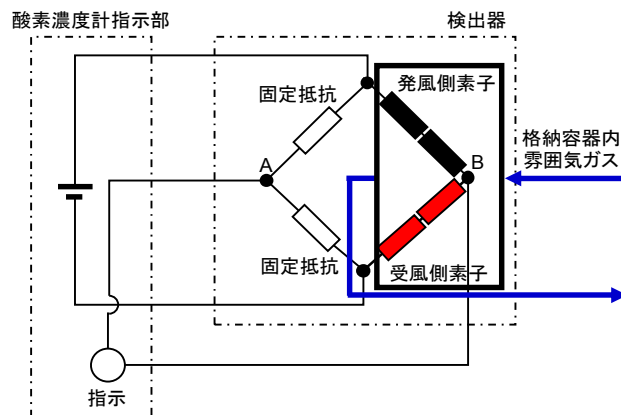 酸素濃度計指示部
検出器
固定抵抗
発風側素子
格納容器内
雰囲気ガス
A
B
固定抵抗
受風側素子
指示